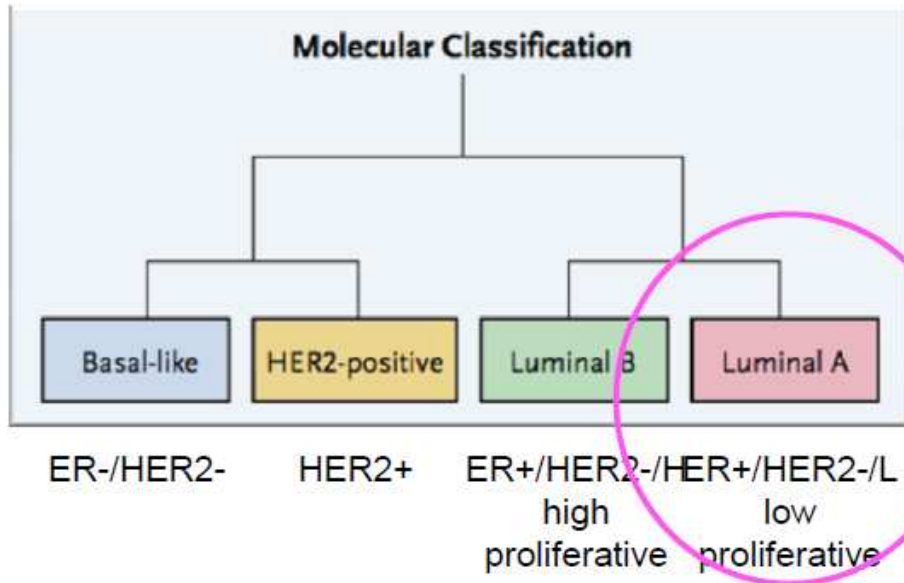 Molecular Classification
Basal-like
HER2-positive
Luminal B
Luminal A
ER-/HER2-
HER2+
ER+/HER2-/H
high
proliferative
ER+/HER2-/L
low
proliferative